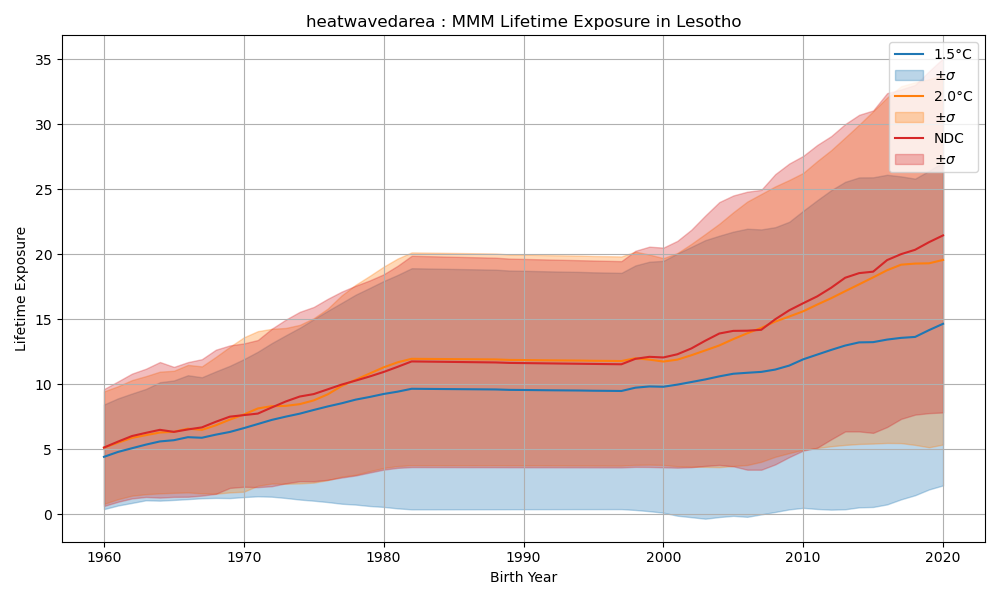 heatwavedarea : MMM Lifetime Exposure in Lesotho
1.5°C
±σ
2.0°C
±σ
NDC
±σ
Lifetime Exposure
35
30
25
20
15
10
5
0
1960 1970 1980 1990 2000 2010 2020
Birth Year